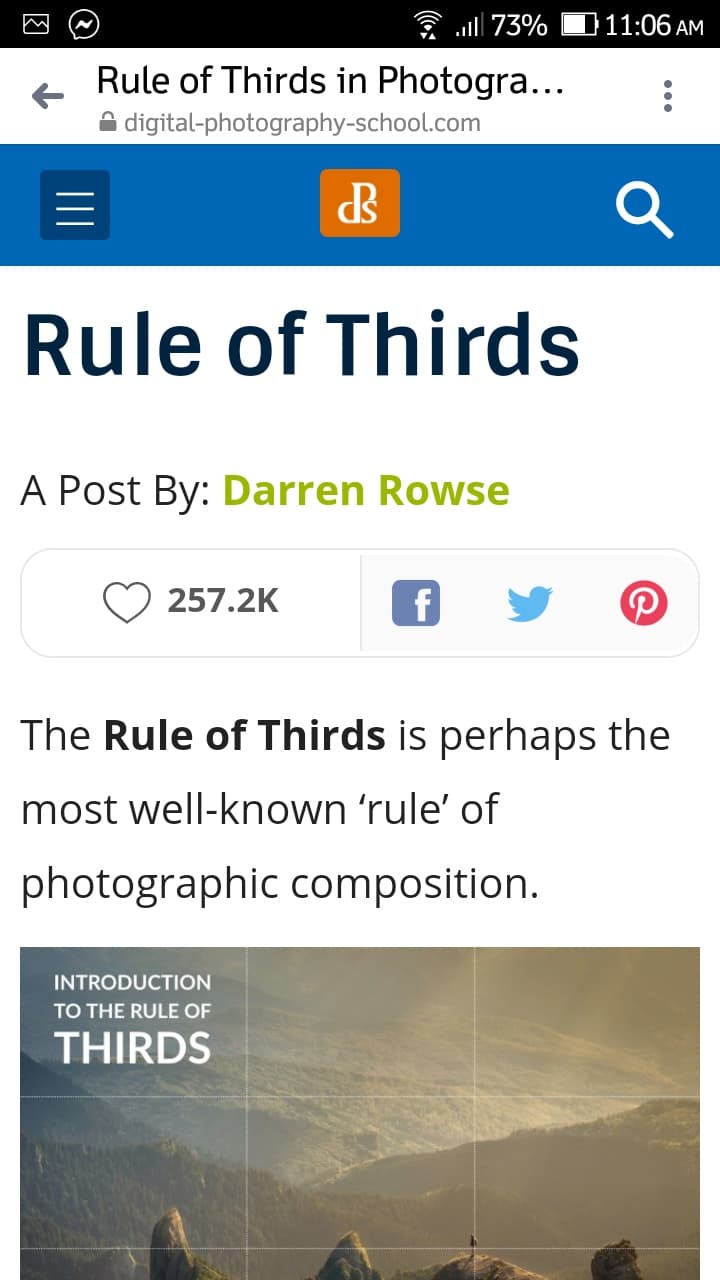 73% 11:06 AM
Rule of Thirds in Photogra...
digital-photography-school.com
dPS
Rule of Thirds
A Post By: Darren Rowse
257.2K
The Rule of Thirds is perhaps the
most well-known ‘rule’ of
photographic composition.
INTRODUCTION
TO THE RULE OF
THIRDS